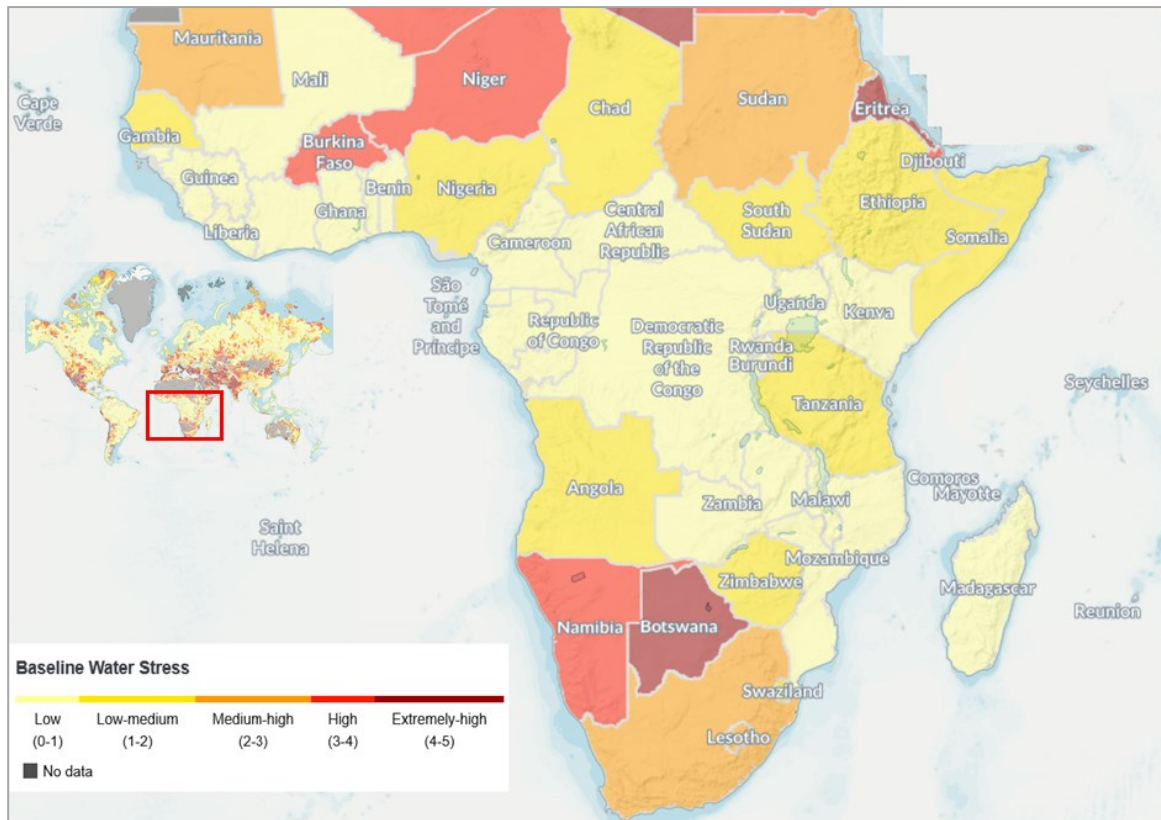 Mauritania
Mali
Niger
Chad
Sudan
Eritrea
Cape
Verde
Gambia
Burkina
Faso
Djibouti
Guinea
Benin
Nigeria
Ethiopia
Ghana
Central
African
Republic
South
Sudan
Liberia
Cameroon
Somalia
São
Tomé
and
Príncipe
Uganda
Kenya
Republic
of Congo
Democratic
Republic
of the
Congo
Rwanda
Burundi
Seychelles
Tanzania
Angola
Comoros
Mayotte
Zambia
Malawi
Saint
Helena
Mozambique
Zimbabwe
Madagascar
Reunion
Namibia
Botswana
Swaziland
Lesotho
Baseline Water Stress
Low
(0-1)
Low-medium
(1-2)
Medium-high
(2-3)
High
(3-4)
Extremely-high
(4-5)
No data